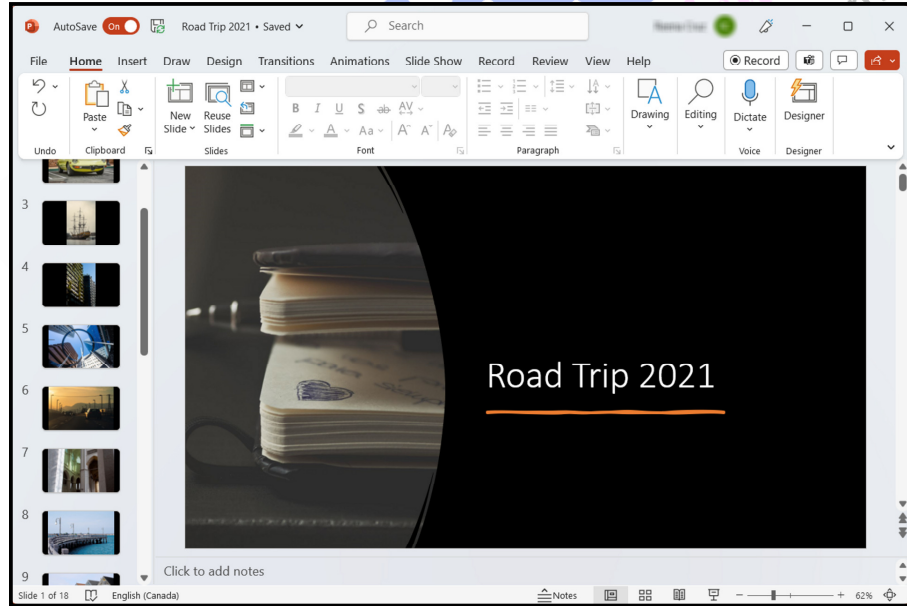 AutoSave On Road Trip 2021 • Saved Search
File Home Insert Draw Design Transitions Animations Slide Show Record Review View Help Record
Paste New Slide Reuse Slides B I U S ab AV Aa A A A Drawing Editing Dictate Designer
Undo Clipboard Slides Font Paragraph Voice Designer
3
4
5
6
7
8
9
Road Trip 2021
Click to add notes
Slide 1 of 18 English (Canada) Notes 62%